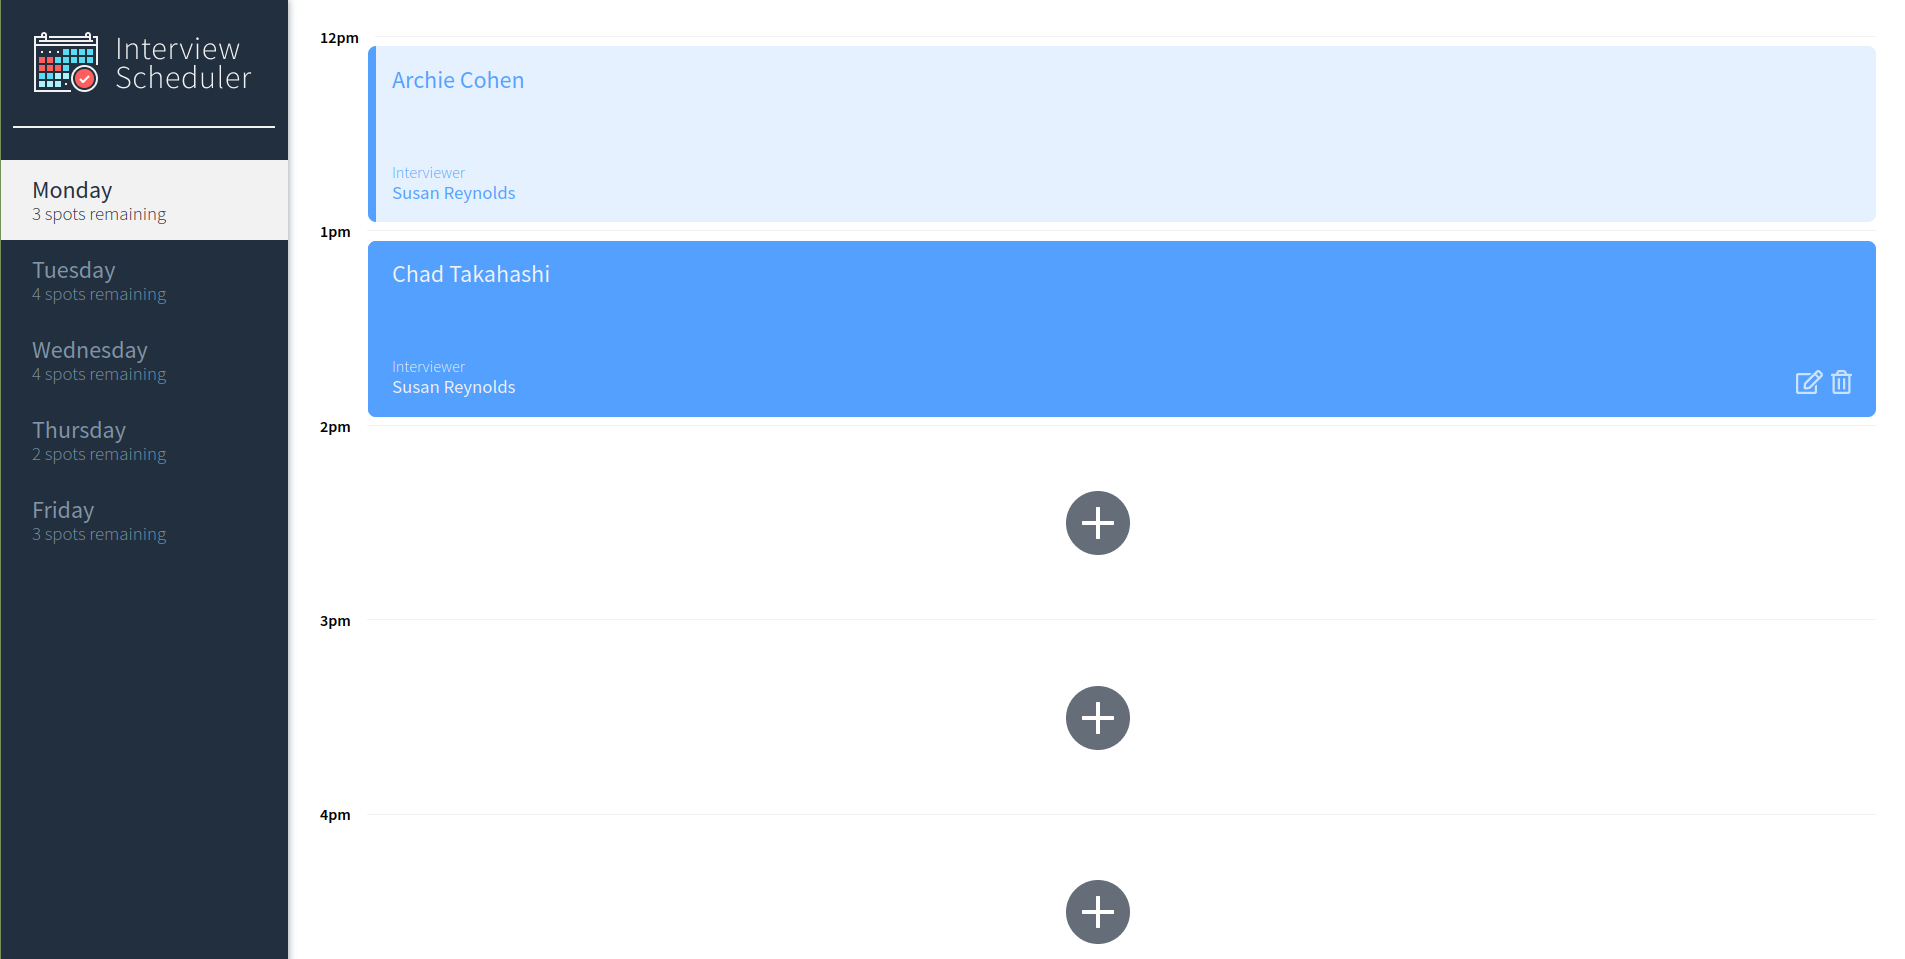 Interview
Scheduler
Monday
3 spots remaining
Tuesday
4 spots remaining
Wednesday
4 spots remaining
Thursday
2 spots remaining
Friday
3 spots remaining
12pm
Archie Cohen
Interviewer
Susan Reynolds
1pm
Chad Takahashi
Interviewer
Susan Reynolds
2pm
3pm
4pm